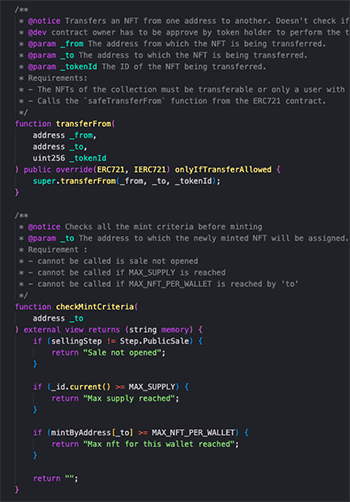 /**
* @notice Transfers an NFT from one address to another. Doesn't check if
* @dev contract owner has to approve by token holder to perform the t
* @param _from The address from which the NFT is being transferred.
* @param _to The address to which the NFT is being transferred.
* @param _tokenId The ID of the NFT being transferred.
* Requirements:
* - The NFTs of the collection must be transferable or only a user with
* - Calls the `safeTransferFrom` function from the ERC721 contract.
*/
function transferFrom(
address _from,
address _to,
uint256 _tokenId
) public override(ERC721, IERC721) onlyIfTransferAllowed {
super.transferFrom(_from, _to, _tokenId);
}
/**
* @notice Checks all the mint criteria before minting
* @param _to The address to which the newly minted NFT will be assigned.
* Requirement :
* - cannot be called is sale not opened
* - cannot be called if MAX_SUPPLY is reached
* - cannot be called if MAX_NFT_PER_WALLET is reached by 'to'
*/
function checkMintCriteria(
address _to
) external view returns (string memory) {
if (sellingStep != Step.PublicSale) {
return "Sale not opened";
}
if (_id.current() >= MAX_SUPPLY) {
return "Max supply reached";
}
if (mintByAddress[_to] >= MAX_NFT_PER_WALLET) {
return "Max nft for this wallet reached";
}
return "";
}